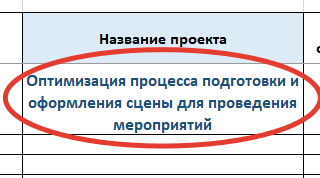 Название проекта
Оптимизация процесса подготовки и
оформления сцены для проведения
мероприятий